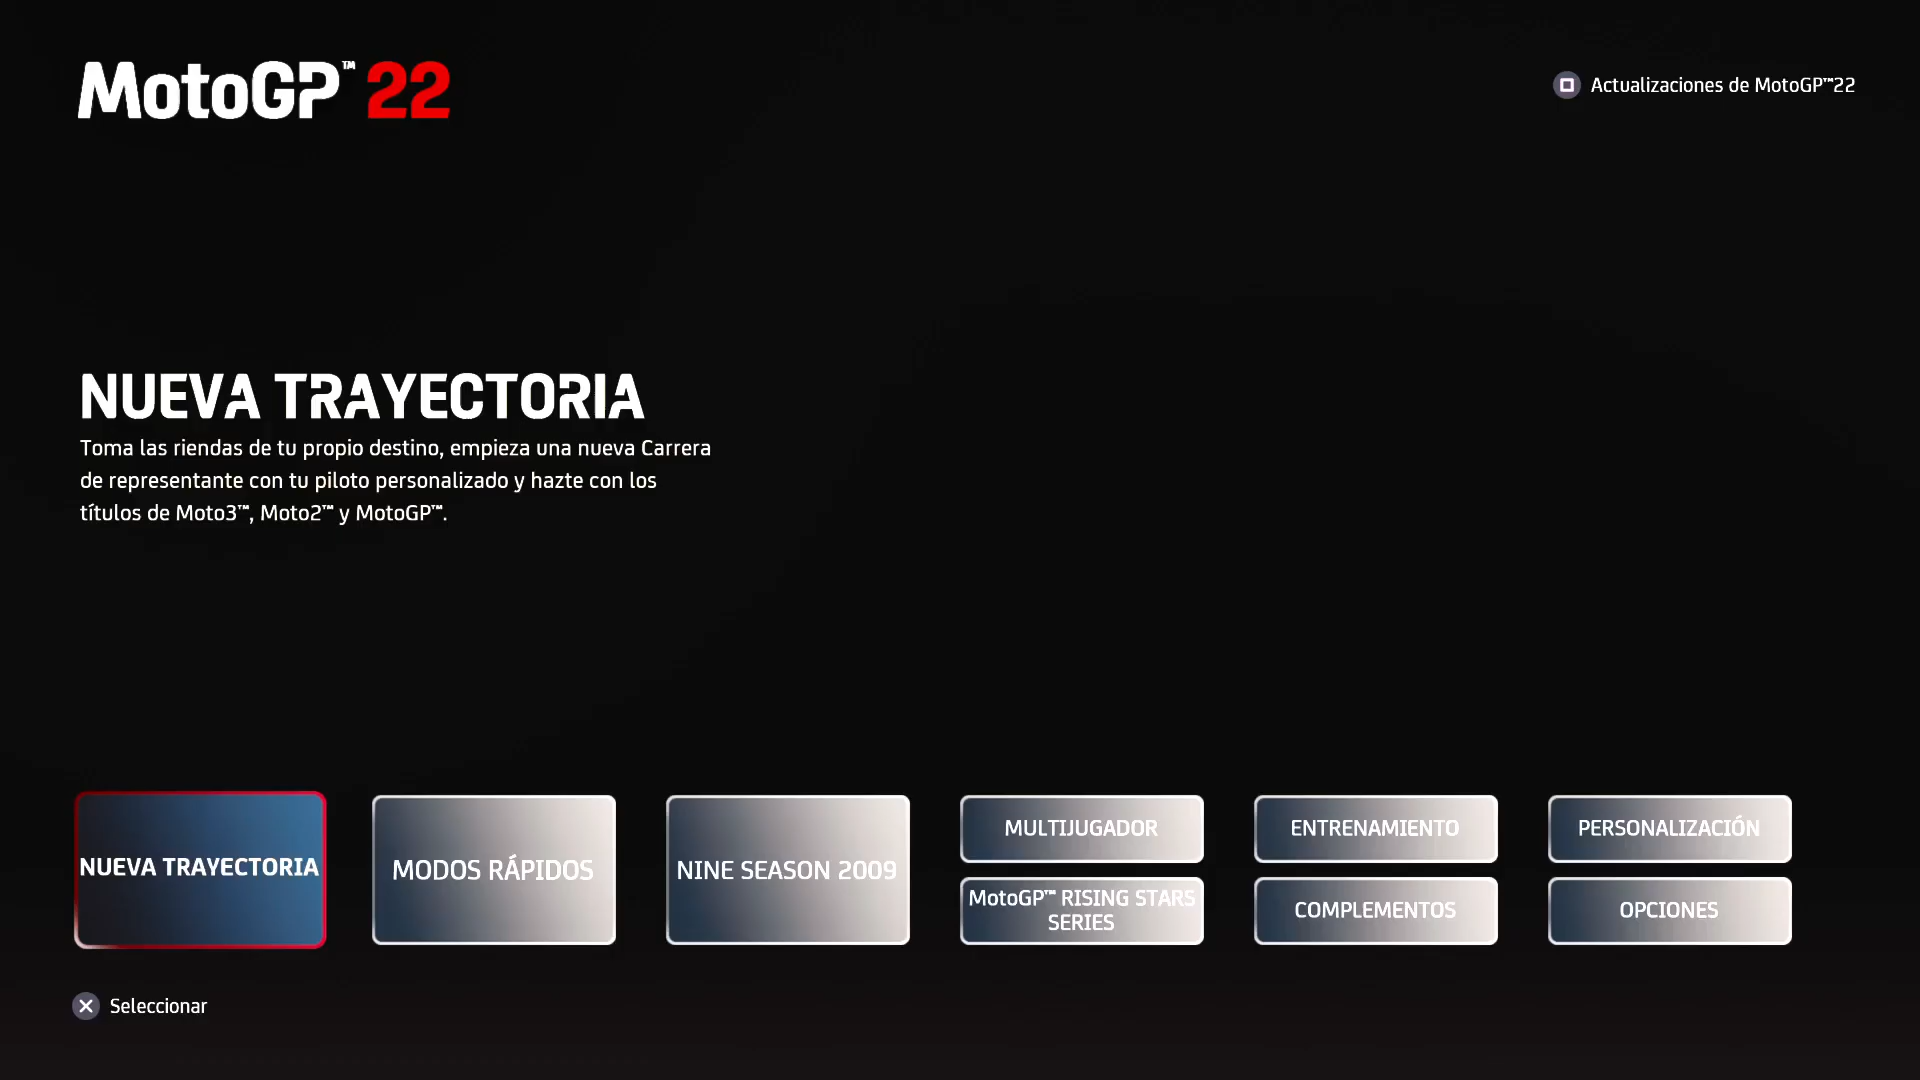 MotoGP™ 22
Actualizaciones de MotoGP™22
NUEVA TRAYECTORIA
Toma las riendas de tu propio destino, empieza una nueva Carrera
de representante con tu piloto personalizado y hazte con los
títulos de Moto3™, Moto2™ y MotoGP™.
NUEVA TRAYECTORIA
MODOS RÁPIDOS
NINE SEASON 2009
MULTIJUGADOR
MotoGP™ RISING STARS
SERIES
ENTRENAMIENTO
COMPLEMENTOS
PERSONALIZACIÓN
OPCIONES
Seleccionar